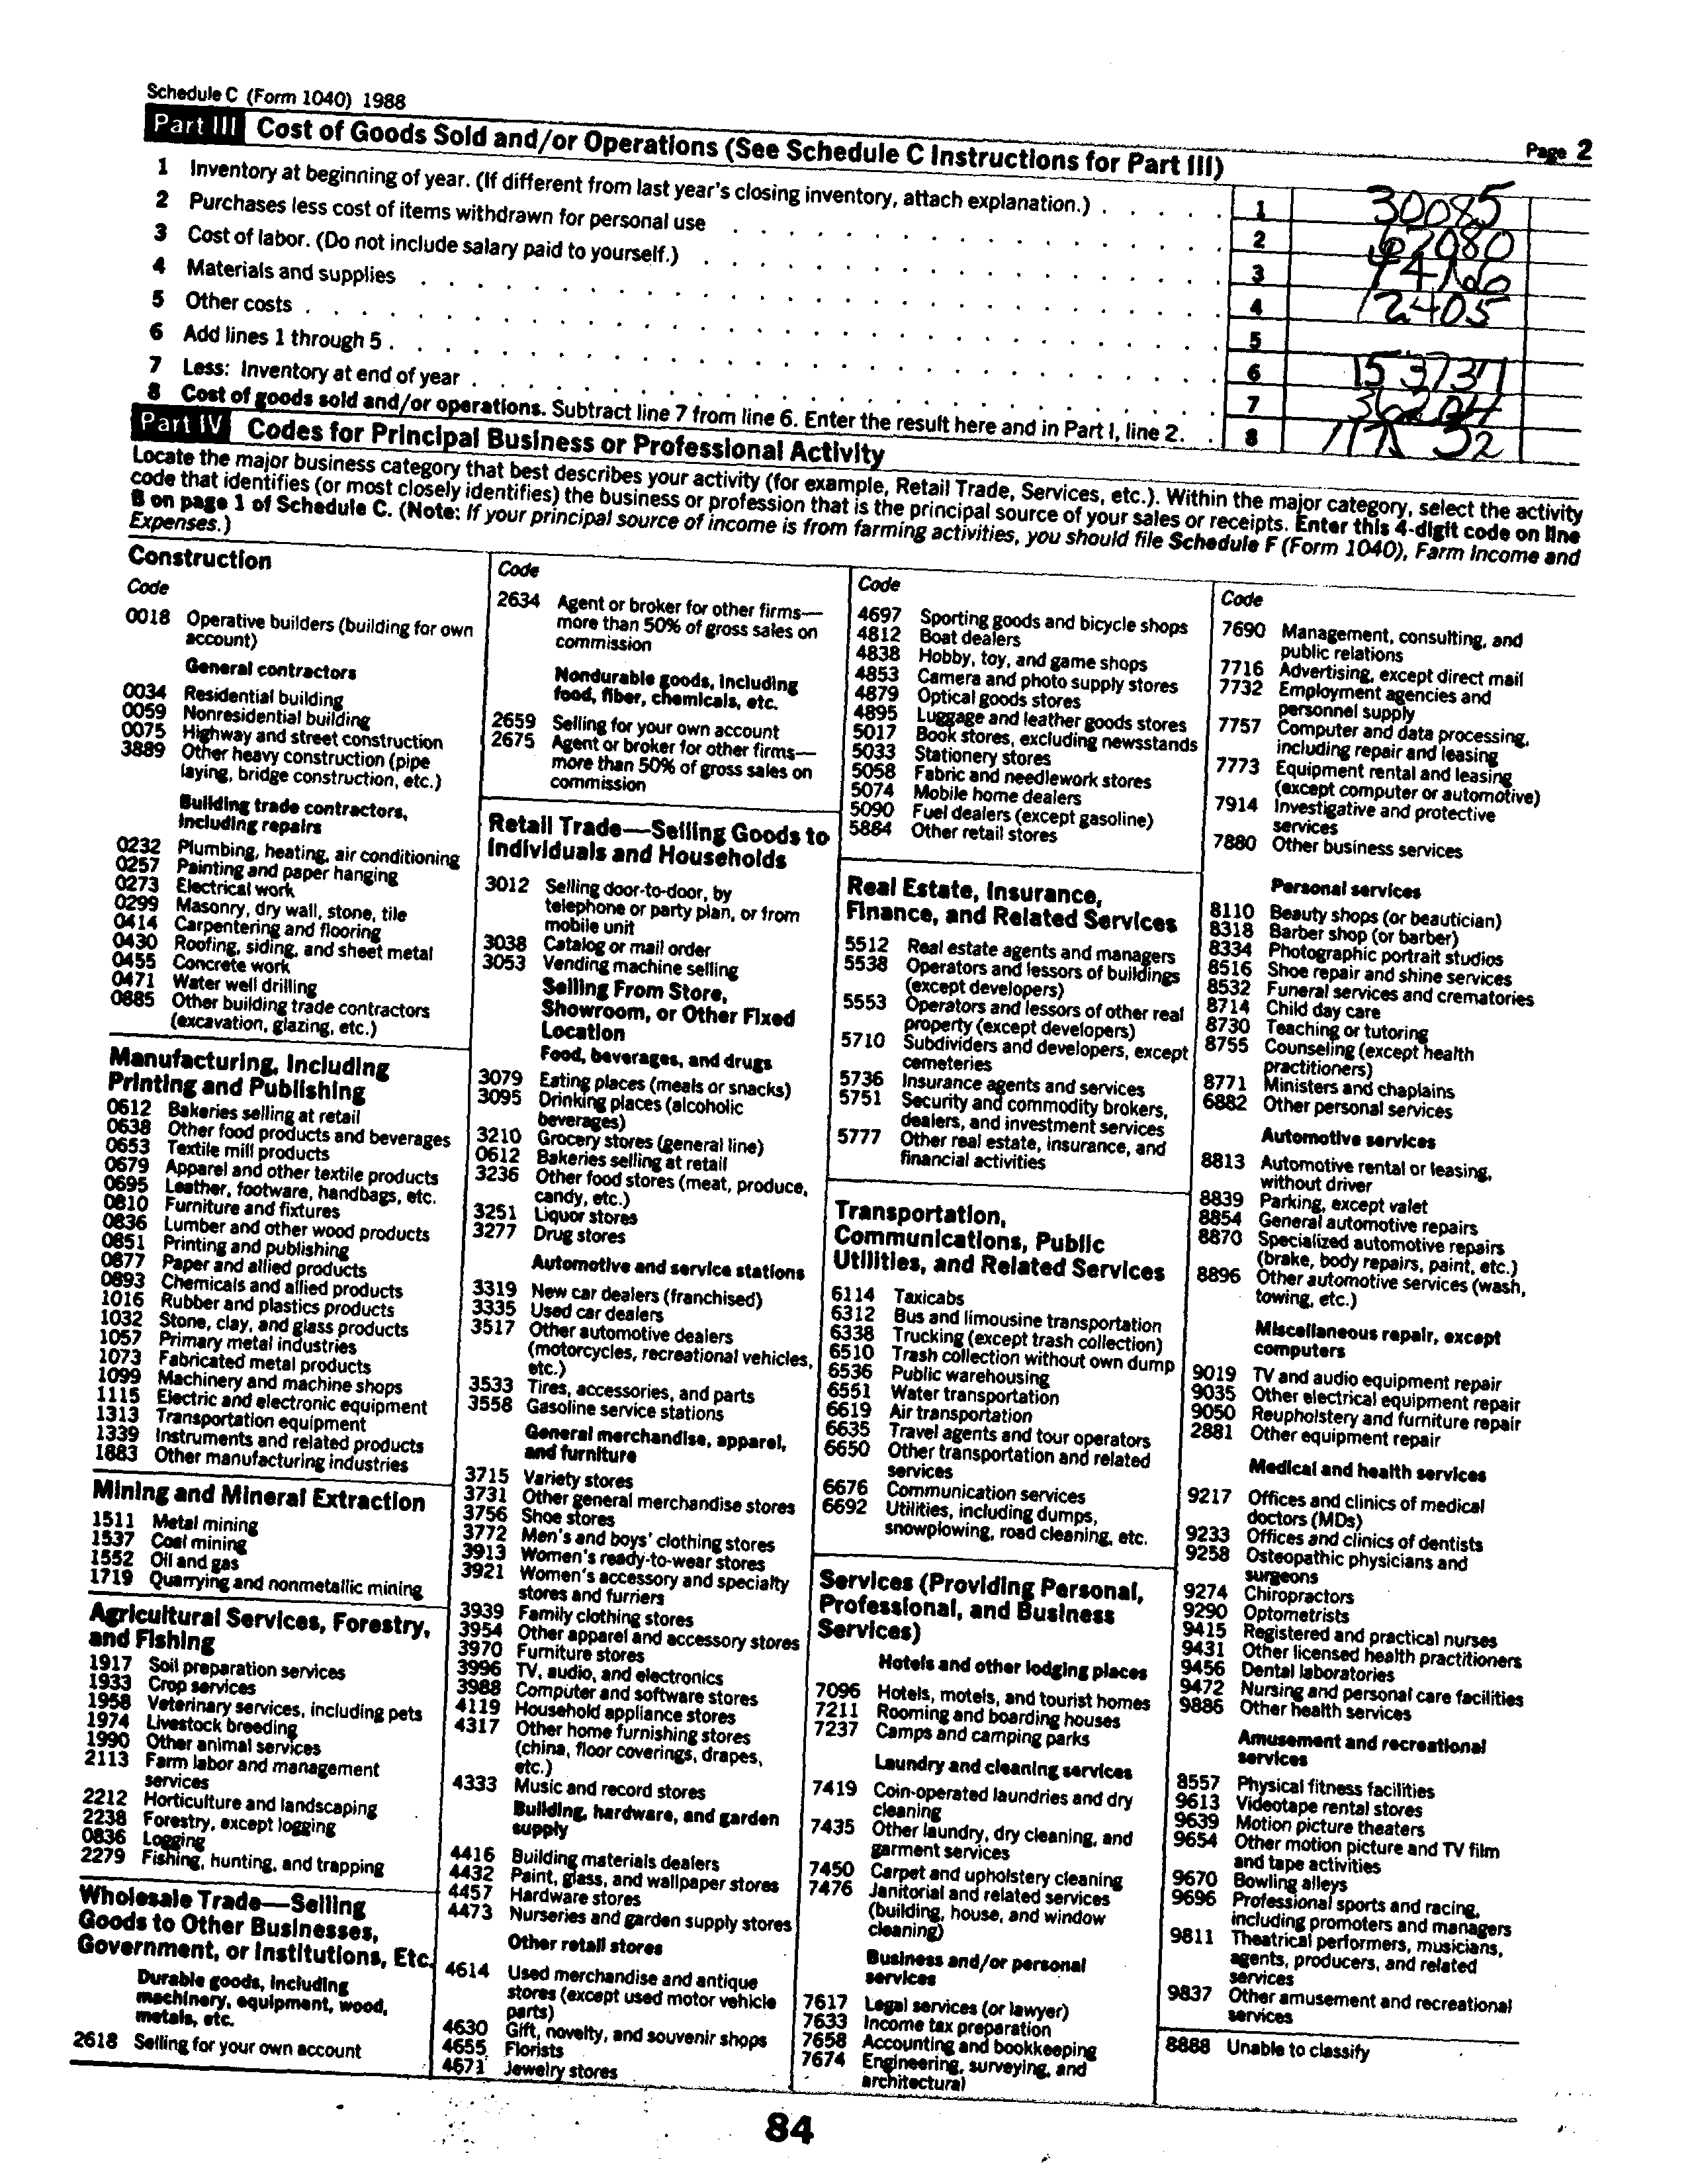 Schedule C (Form 1040) 1988
Page 2
Part III Cost of Goods Sold and/or Operations (See Schedule C Instructions for Part III)
1 Inventory at beginning of year. (If different from last year's closing inventory, attach explanation.) . . . . . 1 30085
2 Purchases less cost of items withdrawn for personal use 2 67080
3 Cost of labor. (Do not include salary paid to yourself.) 3
4 Materials and supplies 4 12405
5 Other costs 5
6 Add lines 1 through 5 6
7 Less: Inventory at end of year 7 36204
8 Cost of goods sold and/or operations. Subtract line 7 from line 6. Enter the result here and in Part I, line 2. . 8 117532
Part IV Codes for Principal Business or Professional Activity
Locate the major business category that best describes your activity (for example, Retail Trade, Services, etc.). Within the major category, select the activity
code that identifies (or most closely identifies) the business or profession that is the principal source of your sales or receipts. Enter this 4-digit code on line
B on page 1 of Schedule C. (Note: If your principal source of income is from farming activities, you should file Schedule F (Form 1040), Farm Income and
Expenses.)
Construction
Code
0018 Operative builders (building for own
account)
General contractors
0034 Residential building
0059 Nonresidential building
0075 Highway and street construction
3889 Other heavy construction (pipe
laying, bridge construction, etc.)
Building trade contractors,
including repairs
0232 Plumbing, heating, air conditioning
0257 Painting and paper hanging
0273 Electrical work
0299 Masonry, dry wall, stone, tile
0414 Carpentering and flooring
0430 Roofing, siding, and sheet metal
0455 Concrete work
0471 Water well drilling
0885 Other building trade contractors
(excavation, glazing, etc.)
Manufacturing, Including
Printing and Publishing
0612 Bakeries selling at retail
0638 Other food products and beverages
0653 Textile mill products
0679 Apparel and other textile products
0695 Leather, footware, handbags, etc.
0810 Furniture and fixtures
0836 Lumber and other wood products
0851 Printing and publishing
0877 Paper and allied products
0893 Chemicals and allied products
1016 Rubber and plastics products
1032 Stone, clay, and glass products
1057 Primary metal industries
1073 Fabricated metal products
1099 Machinery and machine shops
1115 Electric and electronic equipment
1313 Transportation equipment
1339 Instruments and related products
1883 Other manufacturing industries
Mining and Mineral Extraction
1511 Metal mining
1537 Coal mining
1552 Oil and gas
1719 Quarrying and nonmetallic mining
Agricultural Services, Forestry,
and Fishing
1917 Soil preparation services
1933 Crop services
1958 Veterinary services, including pets
1974 Livestock breeding
1990 Other animal services
2113 Farm labor and management
services
2212 Horticulture and landscaping
2238 Forestry, except logging
0836 Logging
2279 Fishing, hunting, and trapping
Wholesale Trade—Selling
Goods to Other Businesses,
Government, or Institutions, Etc.
Durable goods, including
machinery, equipment, wood,
metals, etc.
2618 Selling for your own account
Code
2634 Agent or broker for other firms—
more than 50% of gross sales on
commission
Nondurable goods, including
food, fiber, chemicals, etc.
2659 Selling for your own account
2675 Agent or broker for other firms—
more than 50% of gross sales on
commission
Retail Trade—Selling Goods to
Individuals and Households
3012 Selling door-to-door, by
telephone or party plan, or from
mobile unit
3038 Catalog or mail order
3053 Vending machine selling
Selling From Store,
Showroom, or Other Fixed
Location
Food, beverages, and drugs
3079 Eating places (meals or snacks)
3095 Drinking places (alcoholic
beverages)
3210 Grocery stores (general line)
0612 Bakeries selling at retail
3236 Other food stores (meat, produce,
candy, etc.)
3251 Liquor stores
3277 Drug stores
Automotive and service stations
3319 New car dealers (franchised)
3335 Used car dealers
3517 Other automotive dealers
(motorcycles, recreational vehicles,
etc.)
3533 Tires, accessories, and parts
3558 Gasoline service stations
General merchandise, apparel,
and furniture
3715 Variety stores
3731 Other general merchandise stores
3756 Shoe stores
3772 Men's and boys' clothing stores
3913 Women's ready-to-wear stores
3921 Women's accessory and specialty
stores and furriers
3939 Family clothing stores
3954 Other apparel and accessory stores
3970 Furniture stores
3996 TV, audio, and electronics
3988 Computer and software stores
4119 Household appliance stores
4317 Other home furnishing stores
(china, floor coverings, drapes,
etc.)
4333 Music and record stores
Building, hardware, and garden
supply
4416 Building materials dealers
4432 Paint, glass, and wallpaper stores
4457 Hardware stores
4473 Nurseries and garden supply stores
Other retail stores
4614 Used merchandise and antique
stores (except used motor vehicle
parts)
4630 Gift, novelty, and souvenir shops
4655 Florists
4671 Jewelry stores
Code
4697 Sporting goods and bicycle shops
4812 Boat dealers
4838 Hobby, toy, and game shops
4853 Camera and photo supply stores
4879 Optical goods stores
4895 Luggage and leather goods stores
5017 Book stores, excluding newsstands
5033 Stationery stores
5058 Fabric and needlework stores
5074 Mobile home dealers
5090 Fuel dealers (except gasoline)
5884 Other retail stores
Real Estate, Insurance,
Finance, and Related Services
5512 Real estate agents and managers
5538 Operators and lessors of buildings
(except developers)
5553 Operators and lessors of other real
property (except developers)
5710 Subdividers and developers, except
cemeteries
5736 Insurance agents and services
5751 Security and commodity brokers,
dealers, and investment services
5777 Other real estate, insurance, and
financial activities
Transportation,
Communications, Public
Utilities, and Related Services
6114 Taxicabs
6312 Bus and limousine transportation
6338 Trucking (except trash collection)
6510 Trash collection without own dump
6536 Public warehousing
6551 Water transportation
6619 Air transportation
6635 Travel agents and tour operators
6650 Other transportation and related
services
6676 Communication services
6692 Utilities, including dumps,
snowplowing, road cleaning, etc.
Services (Providing Personal,
Professional, and Business
Services)
Hotels and other lodging places
7096 Hotels, motels, and tourist homes
7211 Rooming and boarding houses
7237 Camps and camping parks
Laundry and cleaning services
7419 Coin-operated laundries and dry
cleaning
7435 Other laundry, dry cleaning, and
garment services
7450 Carpet and upholstery cleaning
7476 Janitorial and related services
(building, house, and window
cleaning)
Business and/or personal
services
7617 Legal services (or lawyer)
7633 Income tax preparation
7658 Accounting and bookkeeping
7674 Engineering, surveying, and
architectural
Code
7690 Management, consulting, and
public relations
7716 Advertising, except direct mail
7732 Employment agencies and
personnel supply
7757 Computer and data processing,
including repair and leasing
7773 Equipment rental and leasing
(except computer or automotive)
7914 Investigative and protective
services
7880 Other business services
Personal services
8110 Beauty shops (or beautician)
8318 Barber shop (or barber)
8334 Photographic portrait studios
8516 Shoe repair and shine services
8532 Funeral services and crematories
8714 Child day care
8730 Teaching or tutoring
8755 Counseling (except health
practitioners)
8771 Ministers and chaplains
6882 Other personal services
Automotive services
8813 Automotive rental or leasing,
without driver
8839 Parking, except valet
8854 General automotive repairs
8870 Specialized automotive repairs
(brake, body repairs, paint, etc.)
8896 Other automotive services (wash,
towing, etc.)
Miscellaneous repair, except
computers
9019 TV and audio equipment repair
9035 Other electrical equipment repair
9050 Reupholstery and furniture repair
2881 Other equipment repair
Medical and health services
9217 Offices and clinics of medical
doctors (MDs)
9233 Offices and clinics of dentists
9258 Osteopathic physicians and
surgeons
9274 Chiropractors
9290 Optometrists
9415 Registered and practical nurses
9431 Other licensed health practitioners
9456 Dental laboratories
9472 Nursing and personal care facilities
9886 Other health services
Amusement and recreational
services
8557 Physical fitness facilities
9613 Videotape rental stores
9639 Motion picture theaters
9654 Other motion picture and TV film
and tape activities
9670 Bowling alleys
9696 Professional sports and racing,
including promoters and managers
9811 Theatrical performers, musicians,
agents, producers, and related
services
9837 Other amusement and recreational
services
8888 Unable to classify
84